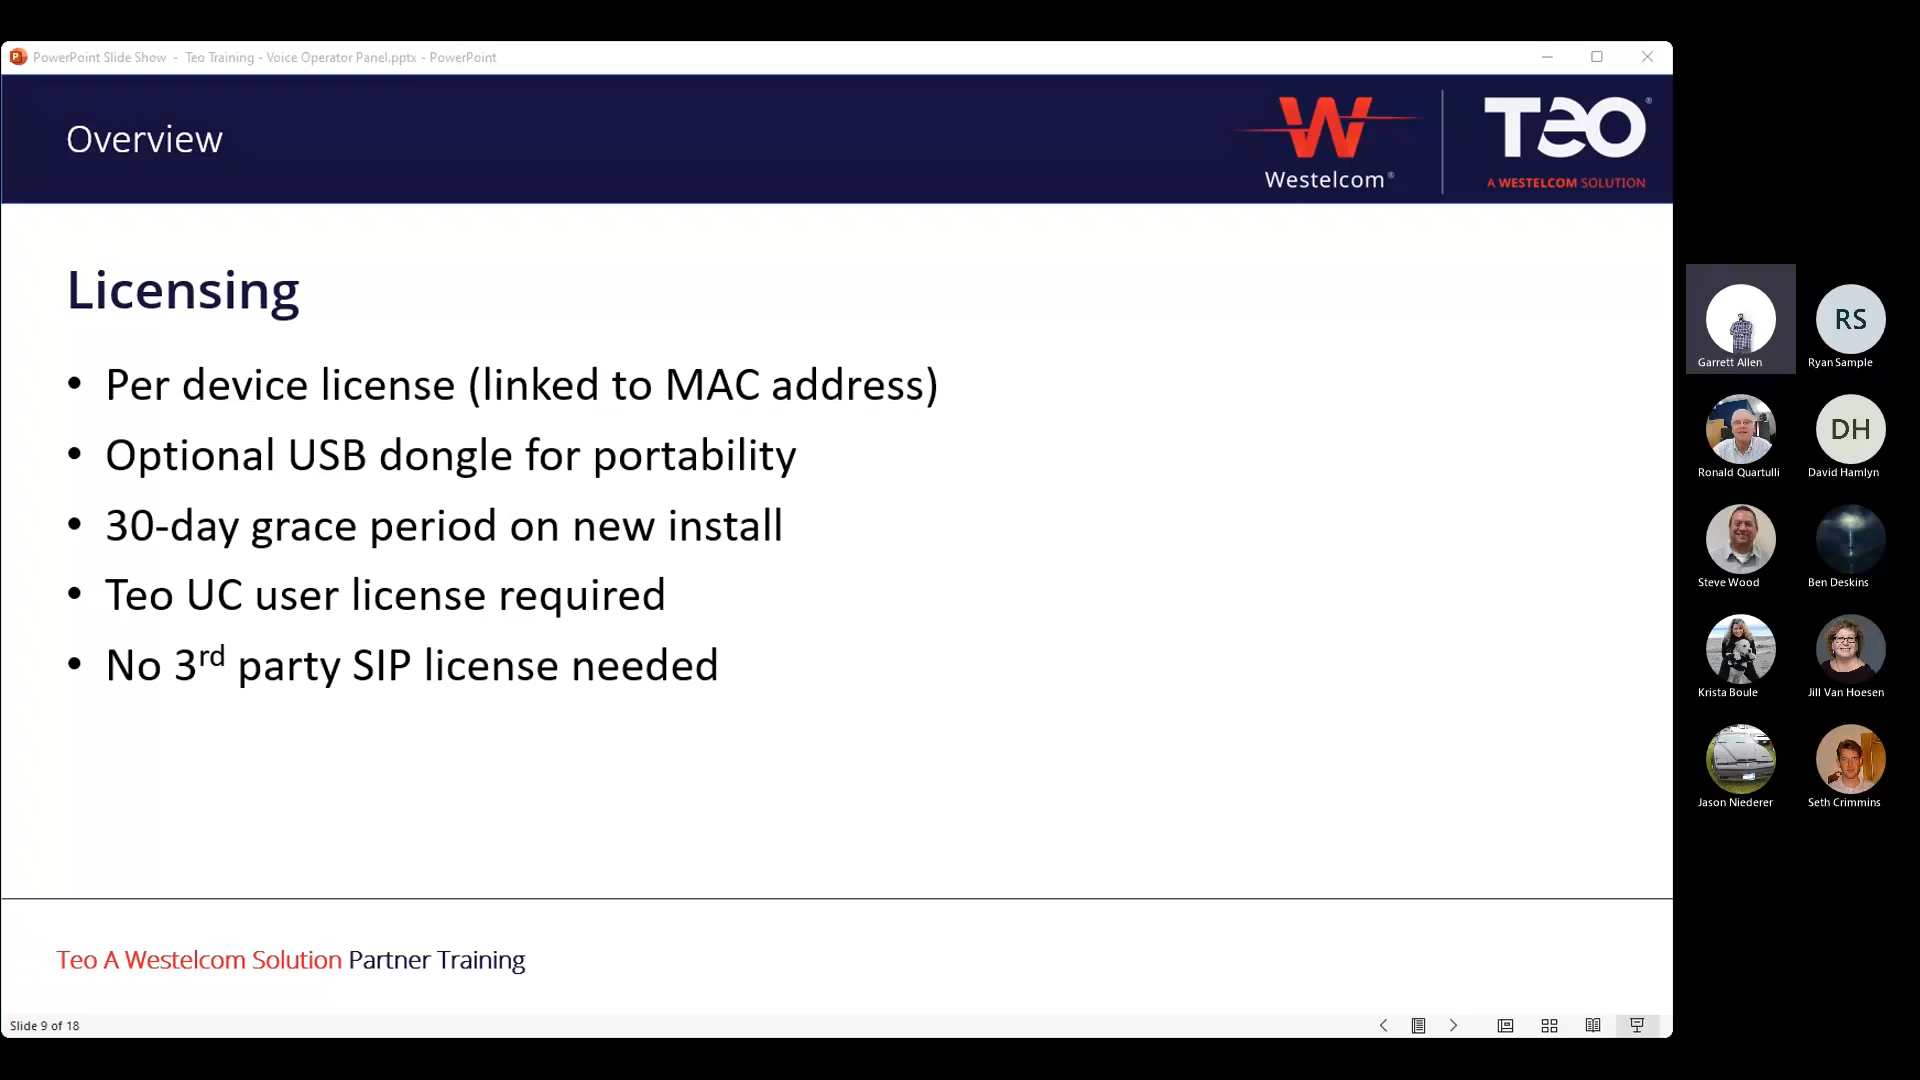 PowerPoint Slide Show - Teo Training - Voice Operator Panel.pptx - PowerPoint
Overview
W
Westelcom®
Teo®
A WESTELCOM SOLUTION
Licensing
• Per device license (linked to MAC address)
• Optional USB dongle for portability
• 30-day grace period on new install
• Teo UC user license required
• No 3rd party SIP license needed
Teo A Westelcom Solution Partner Training
Slide 9 of 18
Garrett Allen
RS
Ryan Sample
Ronald Quartulli
DH
David Hamlyn
Steve Wood
Ben Deskins
Krista Boule
Jill Van Hoesen
Jason Niederer
Seth Crimmins